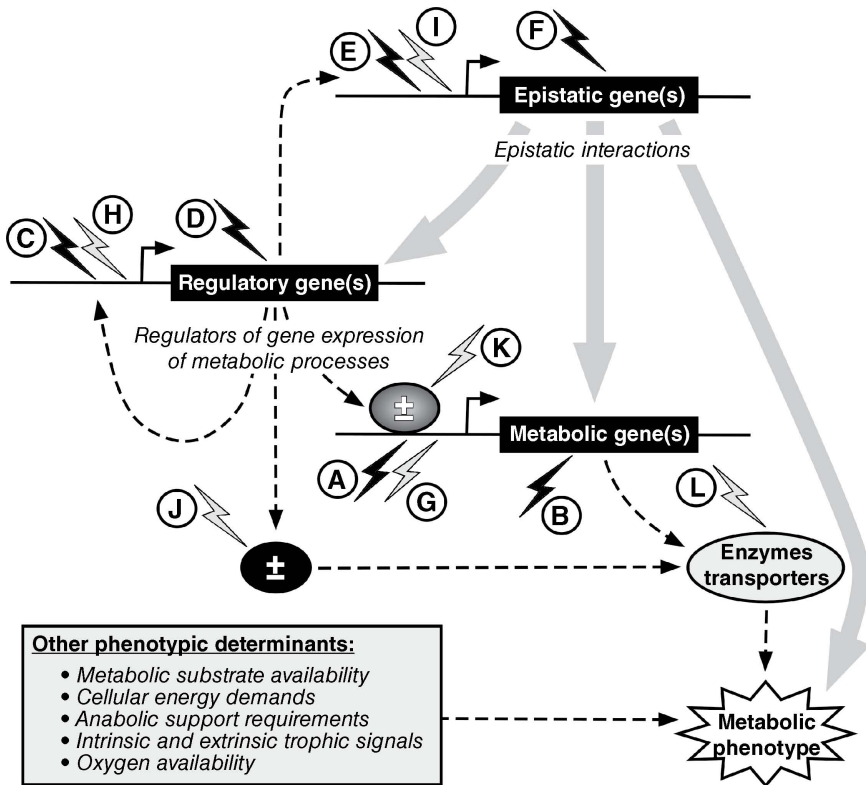 E
I
F
Epistatic gene(s)
Epistatic interactions
C
H
D
Regulatory gene(s)
Regulators of gene expression
of metabolic processes
K
±
Metabolic gene(s)
A
G
B
L
J
±
Enzymes
transporters
Other phenotypic determinants:
• Metabolic substrate availability
• Cellular energy demands
• Anabolic support requirements
• Intrinsic and extrinsic trophic signals
• Oxygen availability
Metabolic
phenotype